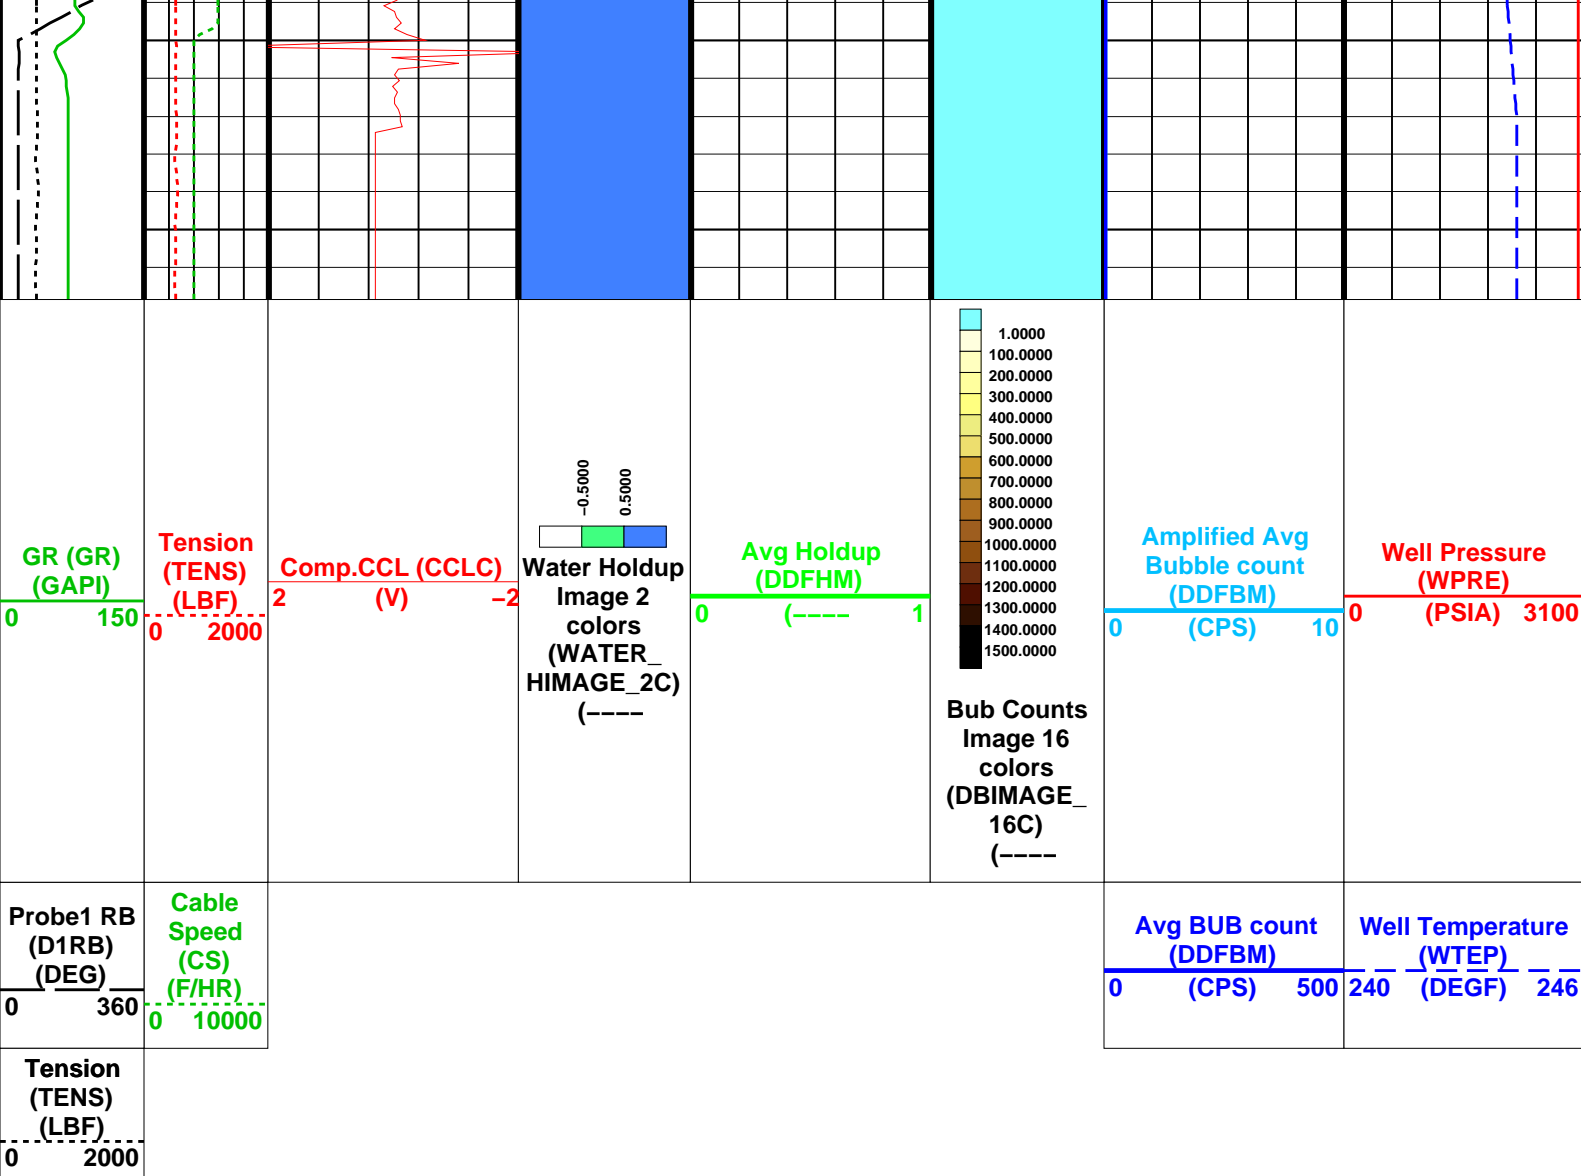 GR (GR)
(GAPI)
0 150
Tension
(TENS)
(LBF)
0 2000
Comp.CCL (CCLC)
2 (V) −2
−0.5000
0.5000
Water Holdup
Image 2
colors
(WATER_
HIMAGE_2C)
(−−−−
Avg Holdup
(DDFHM)
0 (−−−− 1
1.0000
100.0000
200.0000
300.0000
400.0000
500.0000
600.0000
700.0000
800.0000
900.0000
1000.0000
1100.0000
1200.0000
1300.0000
1400.0000
1500.0000
Bub Counts
Image 16
colors
(DBIMAGE_
16C)
(−−−−
Amplified Avg
Bubble count
(DDFBM)
0 (CPS) 10
Well Pressure
(WPRE)
0 (PSIA) 3100
Probe1 RB
(D1RB)
(DEG)
0 360
Cable
Speed
(CS)
(F/HR)
0 10000
Avg BUB count
(DDFBM)
0 (CPS) 500
Well Temperature
(WTEP)
240 (DEGF) 246
Tension
(TENS)
(LBF)
0 2000